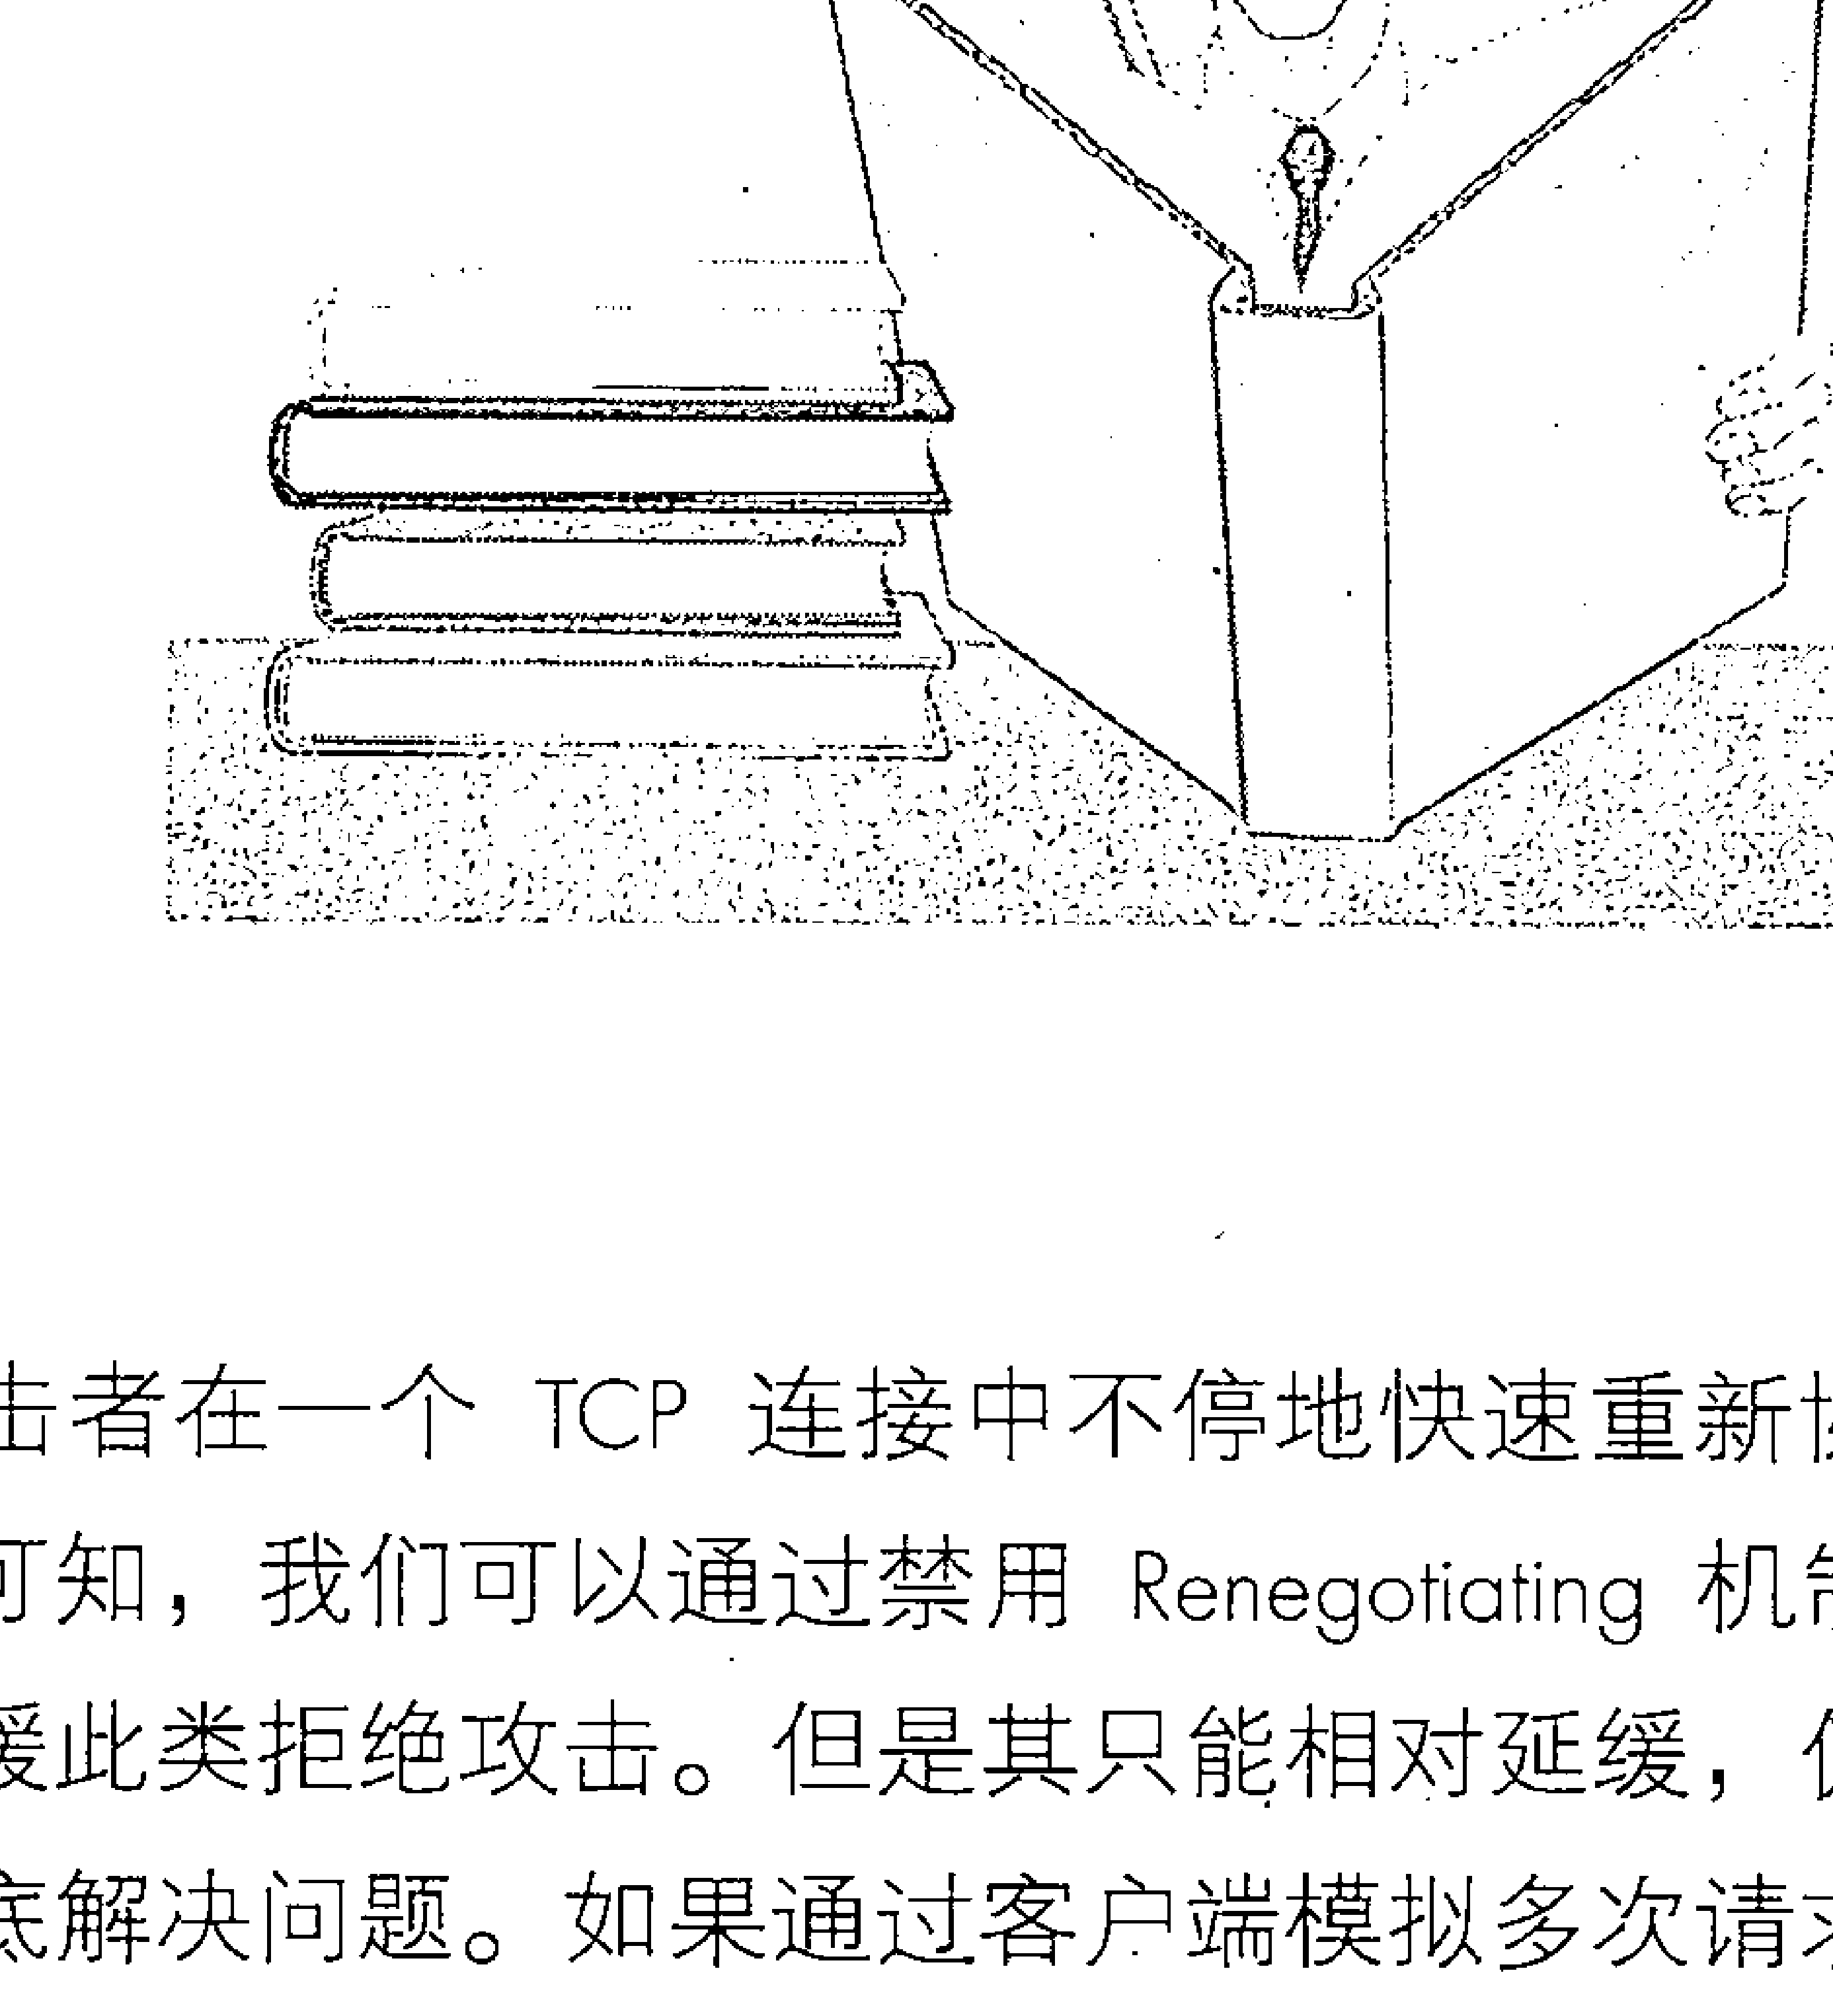 击者在一个 TCP 连接中不停地快速重新
可知，我们可以通过禁用 Renegotiating 机制
缓此类拒绝攻击。但是其只能相对延缓，
底解决问题。如果通过客户端模拟多次请求